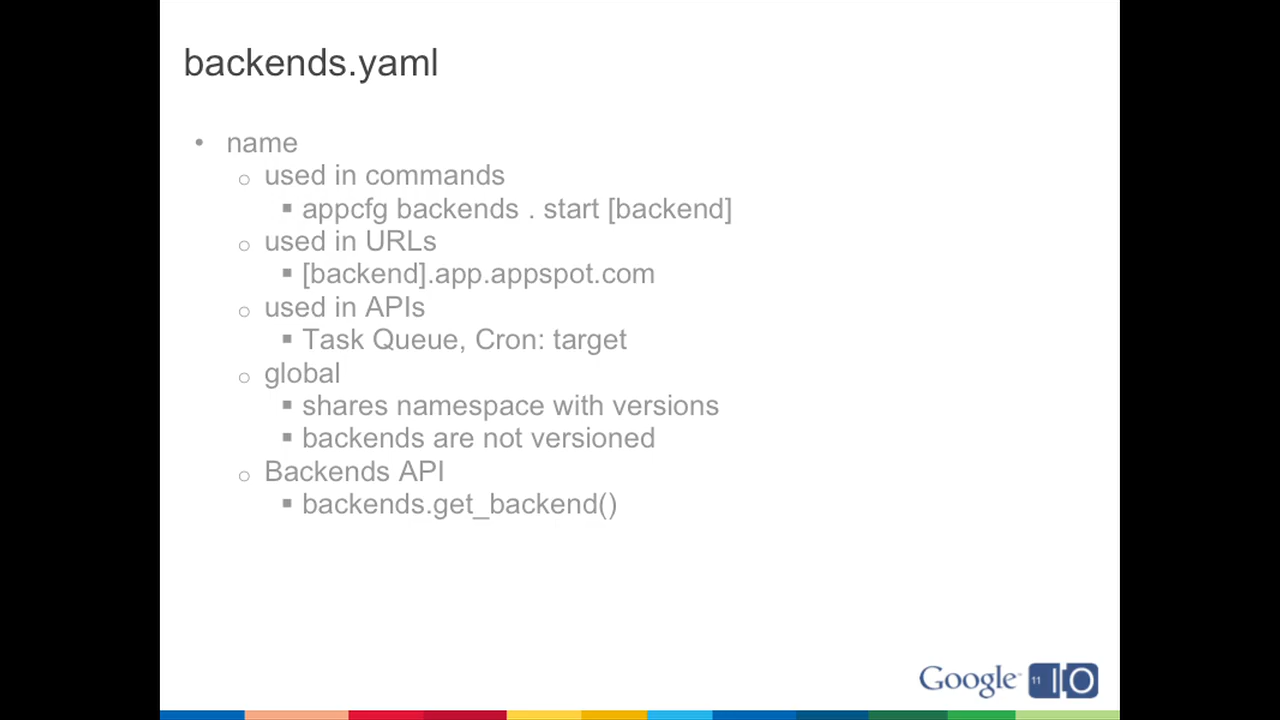 backends.yaml
• name
o used in commands
▪ appcfg backends . start [backend]
o used in URLs
▪ [backend].app.appspot.com
o used in APIs
▪ Task Queue, Cron: target
o global
▪ shares namespace with versions
▪ backends are not versioned
o Backends API
▪ backends.get_backend()
Google 11 IO